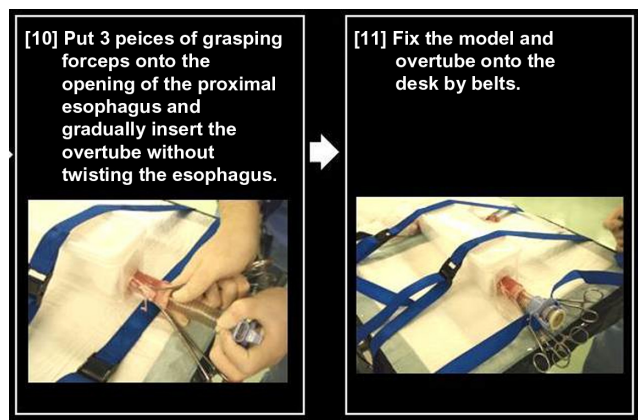 [10] Put 3 peices of grasping
forceps onto the
opening of the proximal
esophagus and
gradually insert the
overtube without
twisting the esophagus.
[11] Fix the model and
overtube onto the
desk by belts.